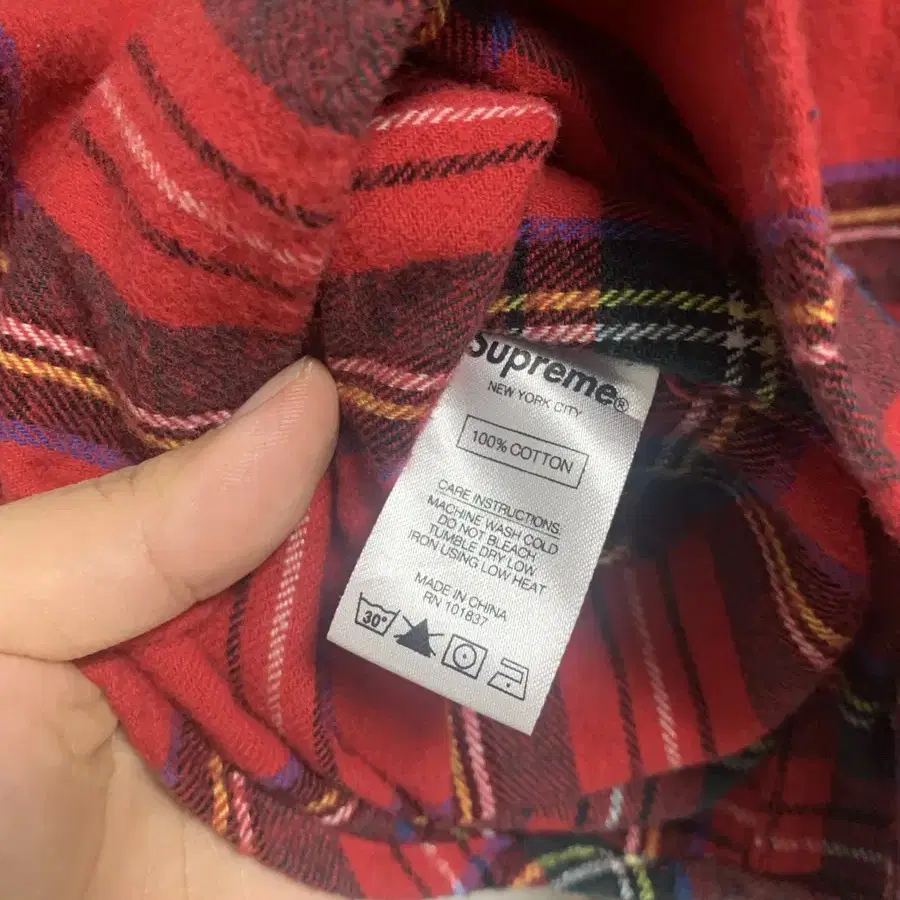 Supreme®
NEW YORK CITY
100% COTTON
CARE INSTRUCTIONS
MACHINE WASH COLD
DO NOT BLEACH
TUMBLE DRY LOW
IRON USING LOW HEAT
MADE IN CHINA
RN 101837
30°